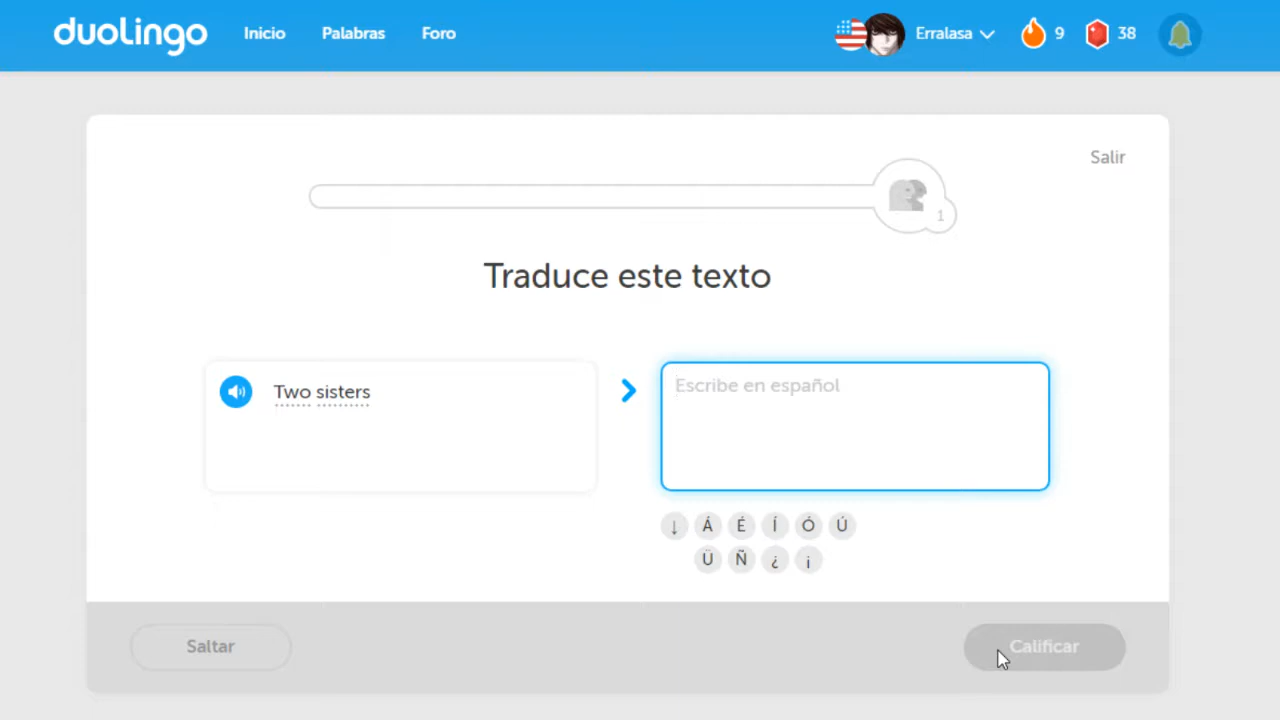 duolingo Inicio Palabras Foro Erralasa 9 38
Salir
1
Traduce este texto
Two sisters
Escribe en español
↓ Á É Í Ó Ú
Ü Ñ ¿ ¡
Saltar Calificar